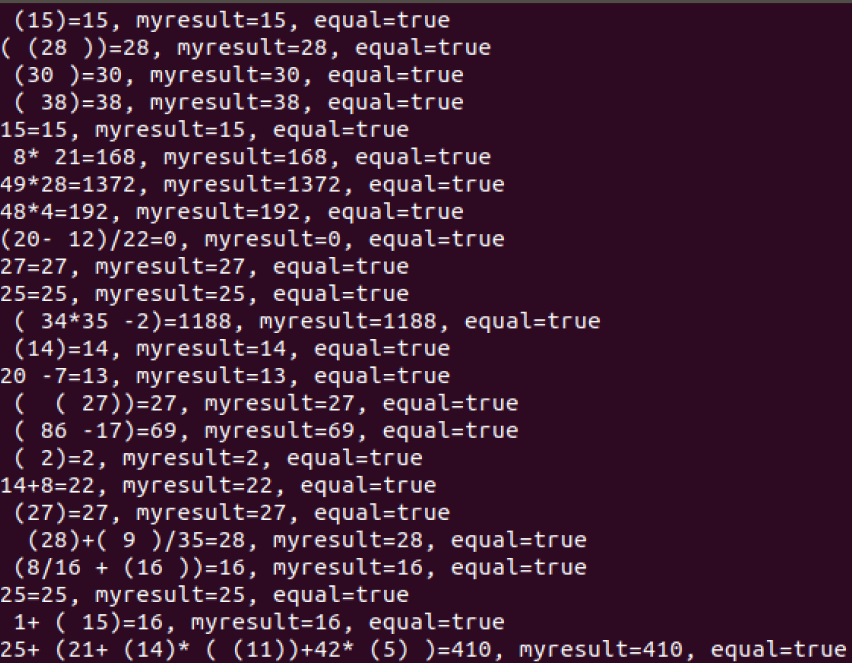 (15)=15, myresult=15, equal=true
( (28 ))=28, myresult=28, equal=true
 (30 )=30, myresult=30, equal=true
 ( 38)=38, myresult=38, equal=true
15=15, myresult=15, equal=true
 8* 21=168, myresult=168, equal=true
49*28=1372, myresult=1372, equal=true
48*4=192, myresult=192, equal=true
(20- 12)/22=0, myresult=0, equal=true
27=27, myresult=27, equal=true
25=25, myresult=25, equal=true
 ( 34*35 -2)=1188, myresult=1188, equal=true
 (14)=14, myresult=14, equal=true
20 -7=13, myresult=13, equal=true
 (  ( 27))=27, myresult=27, equal=true
 ( 86 -17)=69, myresult=69, equal=true
 ( 2)=2, myresult=2, equal=true
14+8=22, myresult=22, equal=true
 (27)=27, myresult=27, equal=true
  (28)+( 9 )/35=28, myresult=28, equal=true
 (8/16 + (16 ))=16, myresult=16, equal=true
25=25, myresult=25, equal=true
 1+ ( 15)=16, myresult=16, equal=true
25+ (21+ (14)* ( (11))+42* (5) )=410, myresult=410, equal=true